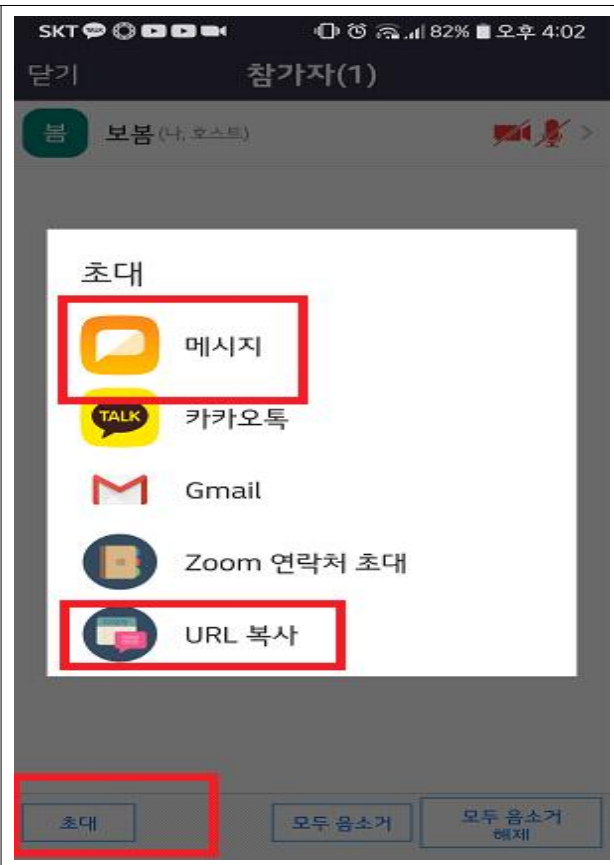 SKT 82% 오후 4:02
닫기 참가자(1)
봄 보봄 (나, 호스트)
초대
메시지
TALK 카카오톡
Gmail
Zoom 연락처 초대
URL 복사
초대 모두 음소거 모두 음소거
해제